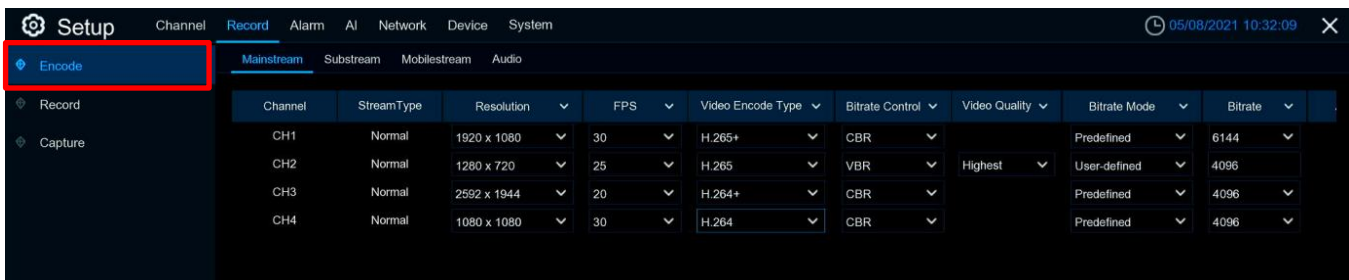 Setup Channel Record Alarm AI Network Device System 05/08/2021 10:32:09
Encode
Mainstream Substream Mobilestream Audio
Record
Capture
Channel StreamType Resolution FPS Video Encode Type Bitrate Control Video Quality Bitrate Mode Bitrate
CH1 Normal 1920 x 1080 30 H.265+ CBR Predefined 6144
CH2 Normal 1280 x 720 25 H.265 VBR Highest User-defined 4096
CH3 Normal 2592 x 1944 20 H.264+ CBR Predefined 4096
CH4 Normal 1080 x 1080 30 H.264 CBR Predefined 4096